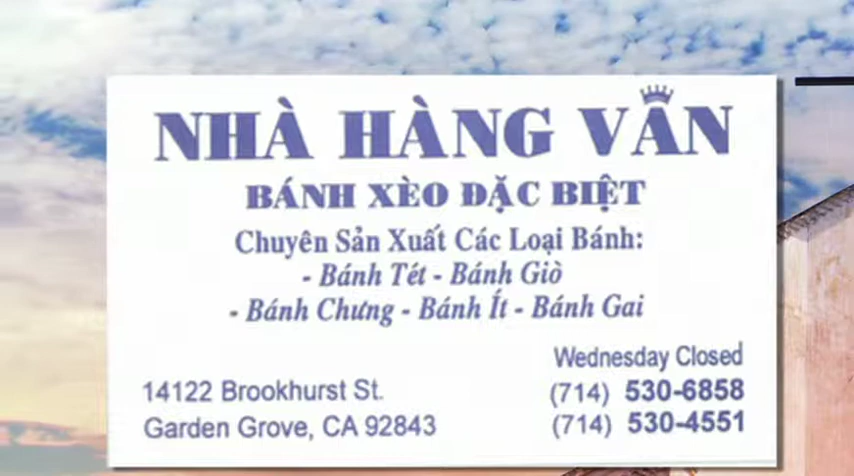 NHÀ HÀNG VÂN
BÁNH XÈO ĐẶC BIỆT
Chuyên Sản Xuất Các Loại Bánh:
- Bánh Tét - Bánh Giò
- Bánh Chưng - Bánh Ít - Bánh Gai
Wednesday Closed
14122 Brookhurst St. (714) 530-6858
Garden Grove, CA 92843 (714) 530-4551